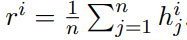 $r^i = \frac{1}{n} \sum_{j=1}^{n} h_j^i$